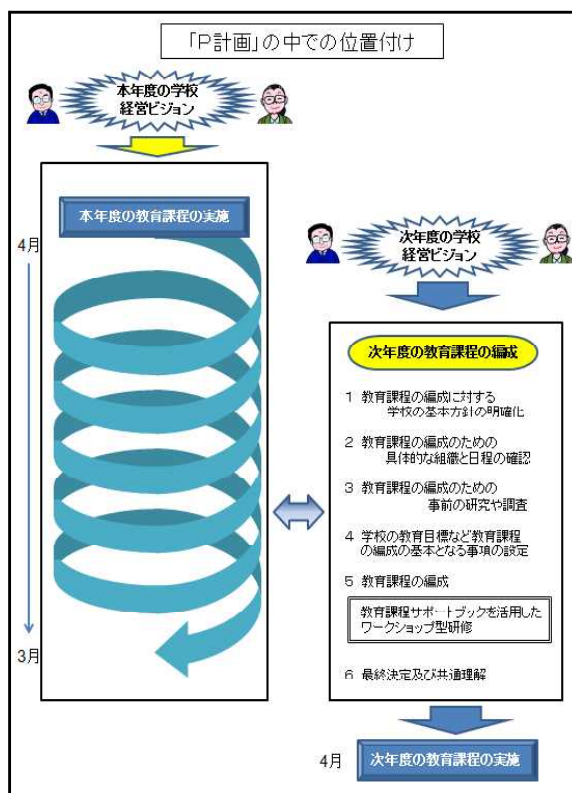 「P計画」の中での位置付け
本年度の学校
経営ビジョン
本年度の教育課程の実施
4月
3月
次年度の学校
経営ビジョン
次年度の教育課程の編成
1 教育課程の編成に対する
学校の基本方針の明確化
2 教育課程の編成のための
具体的な組織と日程の確認
3 教育課程の編成のための
事前の研究や調査
4 学校の教育目標など教育課程
の編成の基本となる事項の設定
5 教育課程の編成
教育課程サポートブックを活用した
ワークショップ型研修
6 最終決定及び共通理解
4月
次年度の教育課程の実施